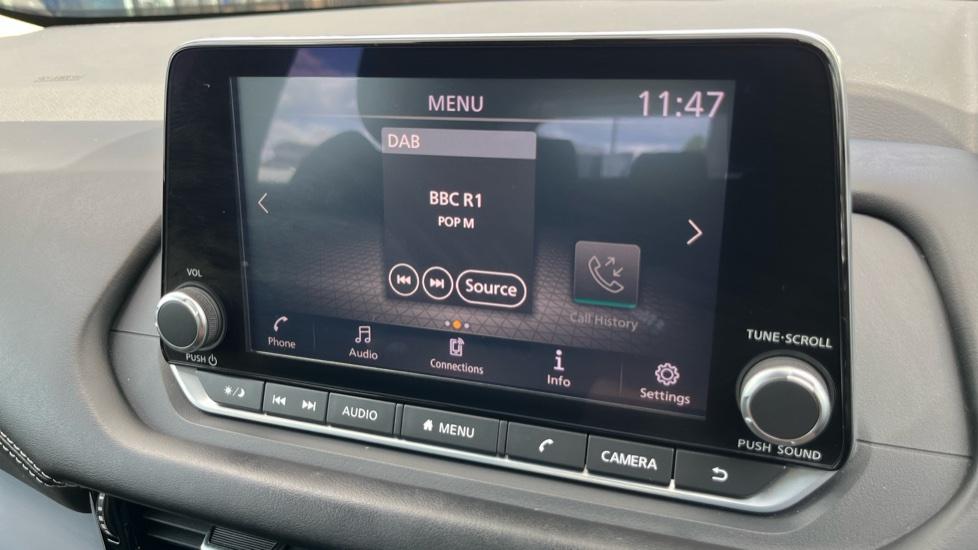 MENU
11:47
DAB
BBC R1
POP M
Source
Call History
Phone
Audio
Connections
Info
Settings
VOL
PUSH
TUNE·SCROLL
PUSH SOUND
AUDIO
MENU
CAMERA